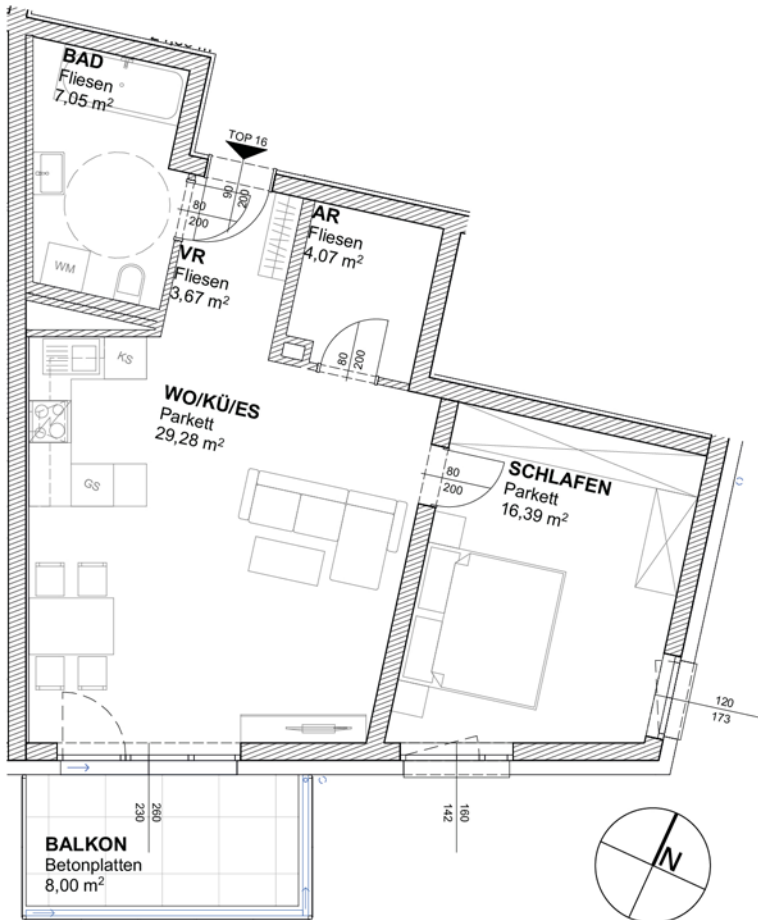 BAD
Fliesen
7,05 m²
TOP 16
90
200
80
200
AR
Fliesen
4,07 m²
VR
Fliesen
3,67 m²
WM
80
200
KS
WO/KÜ/ES
Parkett
29,28 m²
GS
80
200
SCHLAFEN
Parkett
16,39 m²
120
173
230
260
142
160
BALKON
Betonplatten
8,00 m²
N